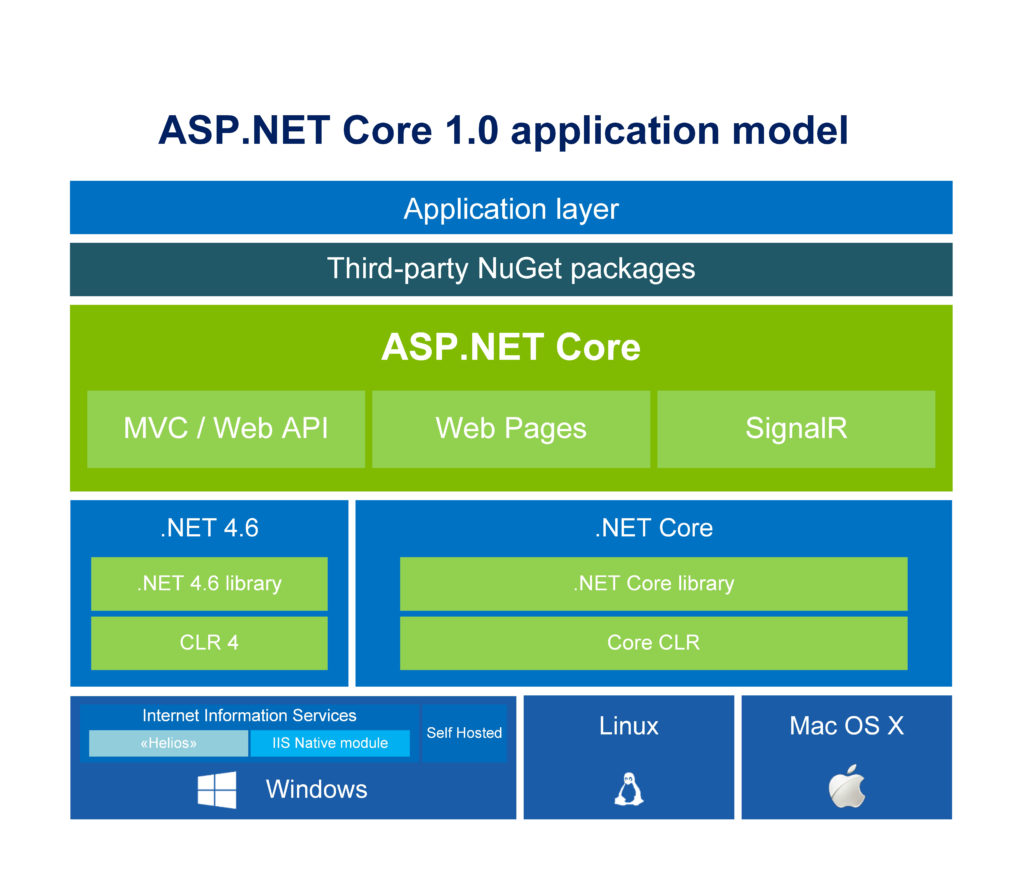 ASP.NET Core 1.0 application model
Application layer
Third-party NuGet packages
ASP.NET Core
MVC / Web API
Web Pages
SignalR
.NET 4.6
.NET 4.6 library
CLR 4
.NET Core
.NET Core library
Core CLR
Internet Information Services
«Helios»
IIS Native module
Self Hosted
Windows
Linux
Mac OS X